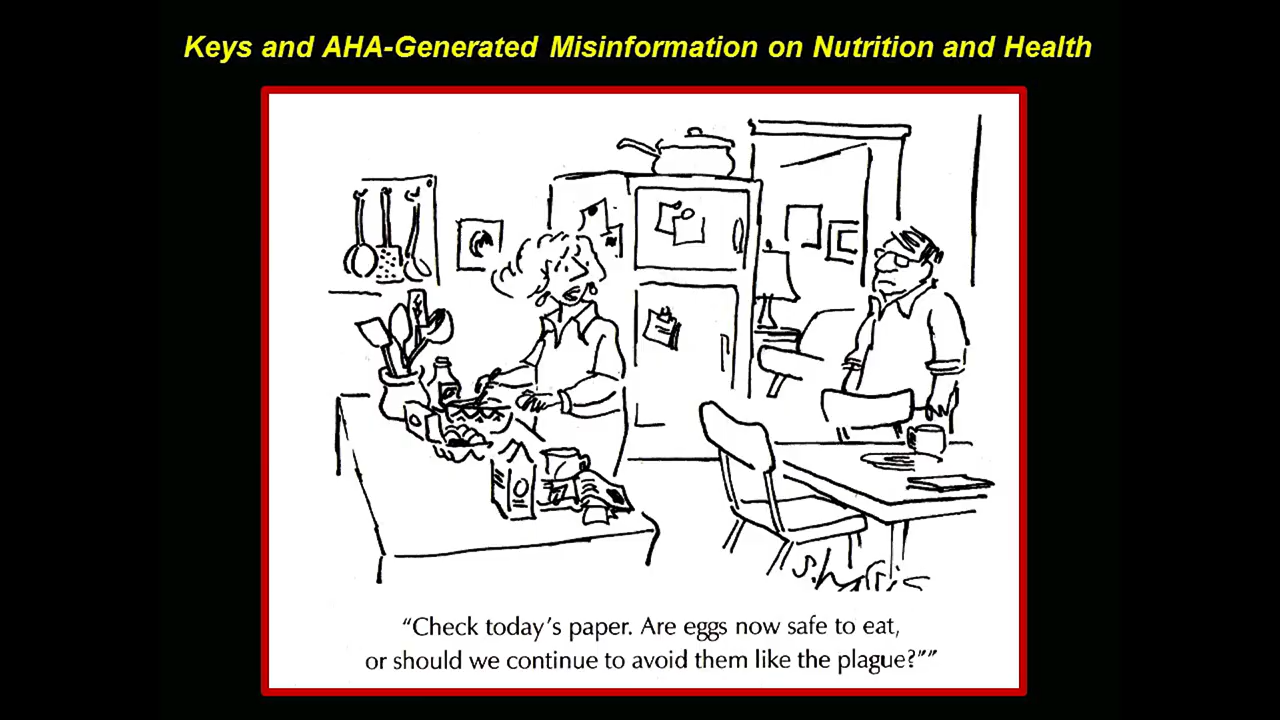 Keys and AHA-Generated Misinformation on Nutrition and Health
S. Harris
“Check today’s paper. Are eggs now safe to eat,
or should we continue to avoid them like the plague?””